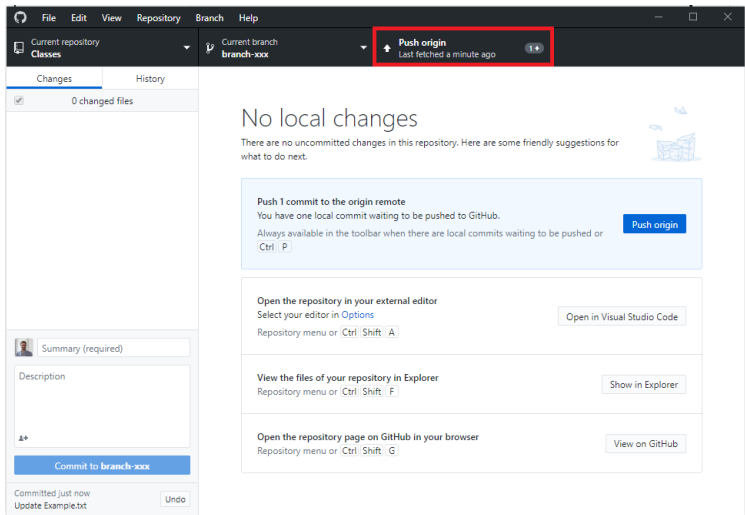 File Edit View Repository Branch Help
Current repository
Classes
Current branch
branch-xxx
Push origin
Last fetched a minute ago
1
Changes History
0 changed files
No local changes
There are no uncommitted changes in this repository. Here are some friendly suggestions for
what to do next.
Push 1 commit to the origin remote
You have one local commit waiting to be pushed to GitHub.
Always available in the toolbar when there are local commits waiting to be pushed or
Ctrl P
Push origin
Open the repository in your external editor
Select your editor in Options
Repository menu or Ctrl Shift A
Open in Visual Studio Code
View the files of your repository in Explorer
Repository menu or Ctrl Shift F
Show in Explorer
Open the repository page on GitHub in your browser
Repository menu or Ctrl Shift G
View on GitHub
Summary (required)
Description
Commit to branch-xxx
Committed just now
Update Example.txt
Undo